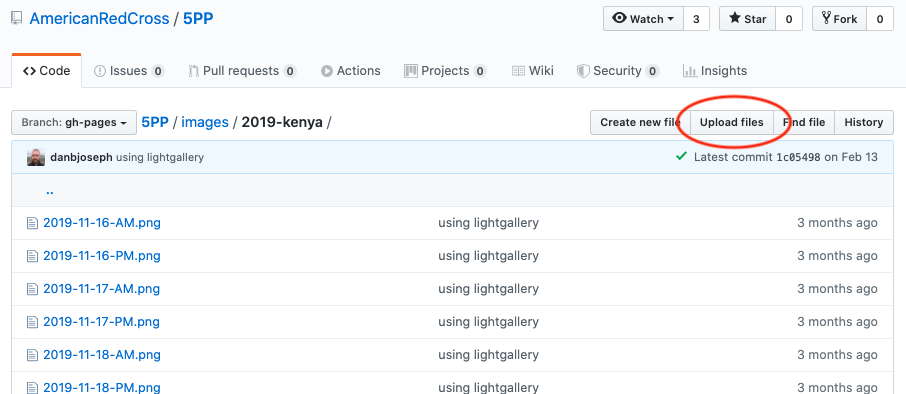 AmericanRedCross / 5PP
Watch 3 Star 0 Fork 0
Code Issues 0 Pull requests 0 Actions Projects 0 Wiki Security 0 Insights
Branch: gh-pages 5PP / images / 2019-kenya / Create new file Upload files Find file History
danbjoseph using lightgallery Latest commit 1c05498 on Feb 13
..
2019-11-16-AM.png using lightgallery 3 months ago
2019-11-16-PM.png using lightgallery 3 months ago
2019-11-17-AM.png using lightgallery 3 months ago
2019-11-17-PM.png using lightgallery 3 months ago
2019-11-18-AM.png using lightgallery 3 months ago
2019-11-18-PM.png using lightgallery 3 months ago